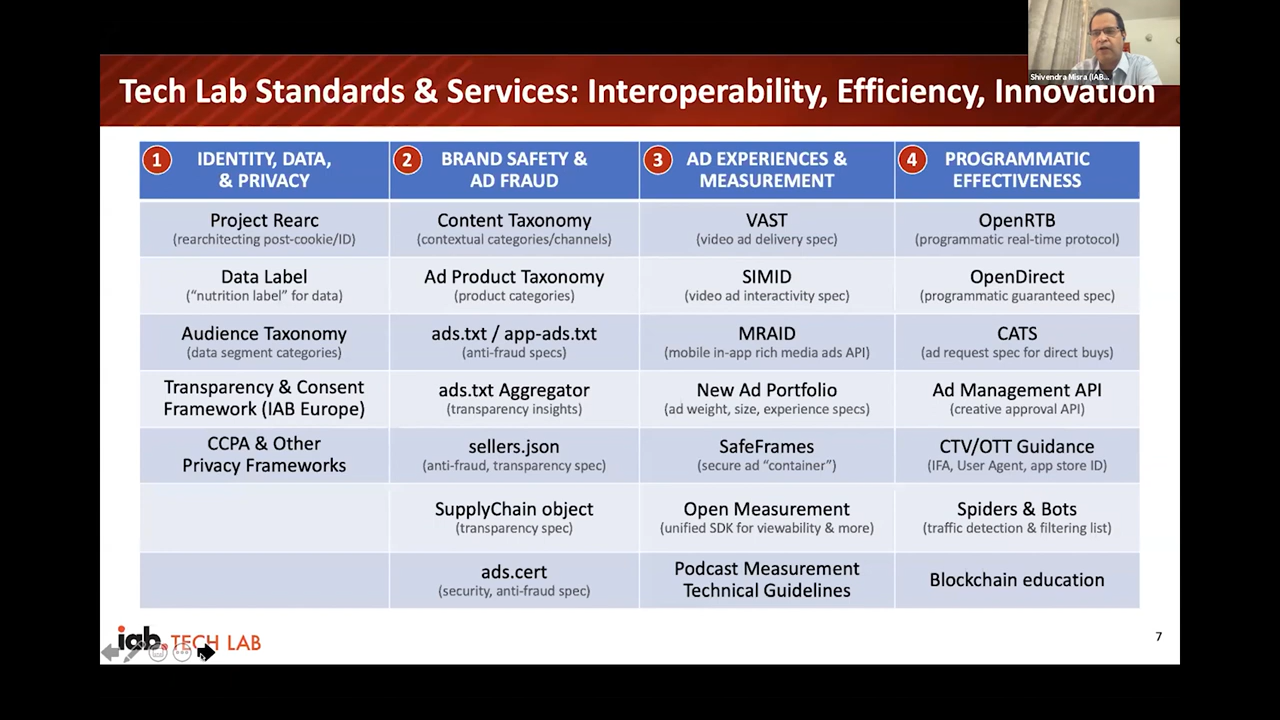 Shivendra Misra (IAB...
Tech Lab Standards & Services: Interoperability, Efficiency, Innovation
1 IDENTITY, DATA,
& PRIVACY
2 BRAND SAFETY &
AD FRAUD
3 AD EXPERIENCES &
MEASUREMENT
4 PROGRAMMATIC
EFFECTIVENESS
Project Rearc
(rearchitecting post-cookie/ID)
Content Taxonomy
(contextual categories/channels)
VAST
(video ad delivery spec)
OpenRTB
(programmatic real-time protocol)
Data Label
(“nutrition label” for data)
Ad Product Taxonomy
(product categories)
SIMID
(video ad interactivity spec)
OpenDirect
(programmatic guaranteed spec)
Audience Taxonomy
(data segment categories)
ads.txt / app-ads.txt
(anti-fraud specs)
MRAID
(mobile in-app rich media ads API)
CATS
(ad request spec for direct buys)
Transparency & Consent
Framework (IAB Europe)
ads.txt Aggregator
(transparency insights)
New Ad Portfolio
(ad weight, size, experience specs)
Ad Management API
(creative approval API)
CCPA & Other
Privacy Frameworks
sellers.json
(anti-fraud, transparency spec)
SafeFrames
(secure ad “container”)
CTV/OTT Guidance
(IFA, User Agent, app store ID)
SupplyChain object
(transparency spec)
Open Measurement
(unified SDK for viewability & more)
Spiders & Bots
(traffic detection & filtering list)
ads.cert
(security, anti-fraud spec)
Podcast Measurement
Technical Guidelines
Blockchain education
iab. TECH LAB
7